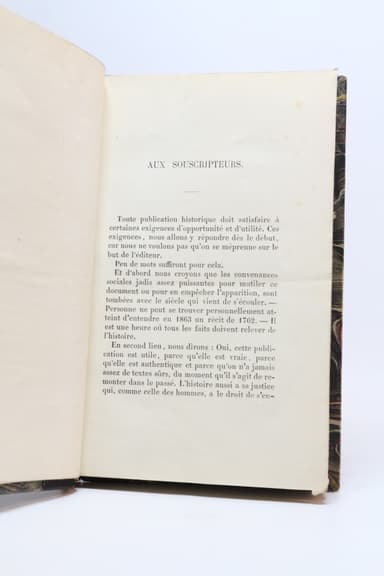 AUX SOUSCRIPTEURS.
Toute publication historique doit satisfaire à
certaines exigences d'opportunité et d'utilité. Ces
exigences, nous allons y répondre dès le début,
car nous ne voulons pas qu'on se méprenne sur le
but de l'éditeur.
Peu de mots suffiront pour cela.
Et d'abord nous croyons que les convenances
sociales jadis assez puissantes pour mutiler ce
document ou pour en empêcher l'apparition, sont
tombées avec le siècle qui vient de s'écouler. —
Personne ne peut se trouver personnellement at-
teint d'entendre en 1863 un récit de 1762. — Il
est une heure où tous les faits doivent relever de
l'histoire.
En second lieu, nous dirons : Oui, cette publi-
cation est utile, parce qu'elle est vraie, parce
qu'elle est authentique et parce qu'on n'a jamais
assez de textes sûrs, du moment qu'il s'agit de re-
monter dans le passé. L'histoire aussi a sa justice
qui, comme celle des hommes, a le droit de s'en-